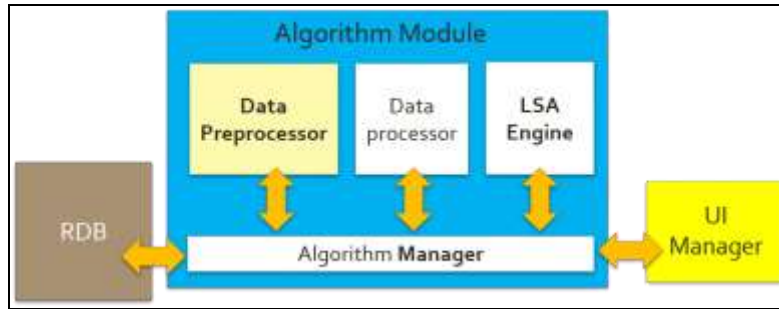 Algorithm Module
Data
Preprocessor
Data
processor
LSA
Engine
RDB
Algorithm Manager
UI
Manager